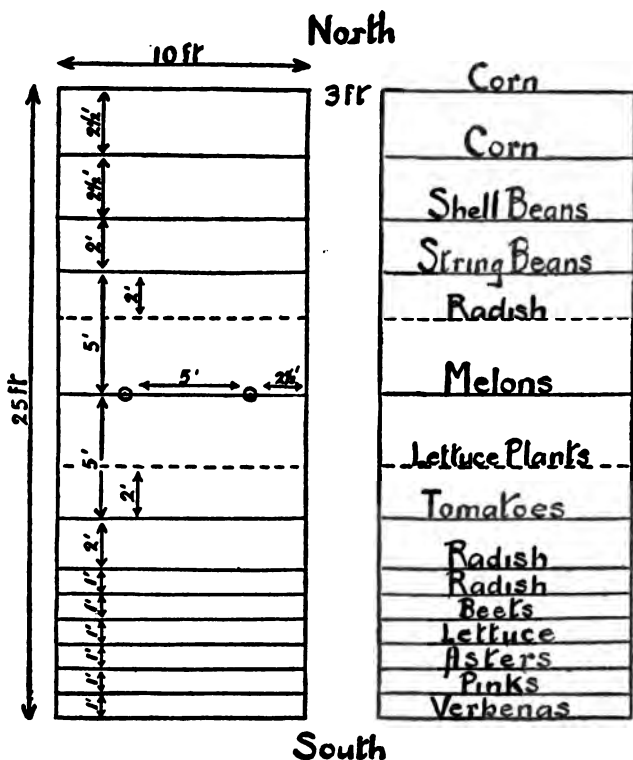 North
10 ft
3 ft
Corn
2½'
Corn
2½'
Shell Beans
2'
String Beans
2'
Radish
5'
5'
2½'
Melons
25 ft
5'
Lettuce Plants
2'
Tomatoes
2'
Radish
1'
Radish
1'
Beets
1'
Lettuce
1'
Asters
1'
Pinks
1'
Verbenas
South